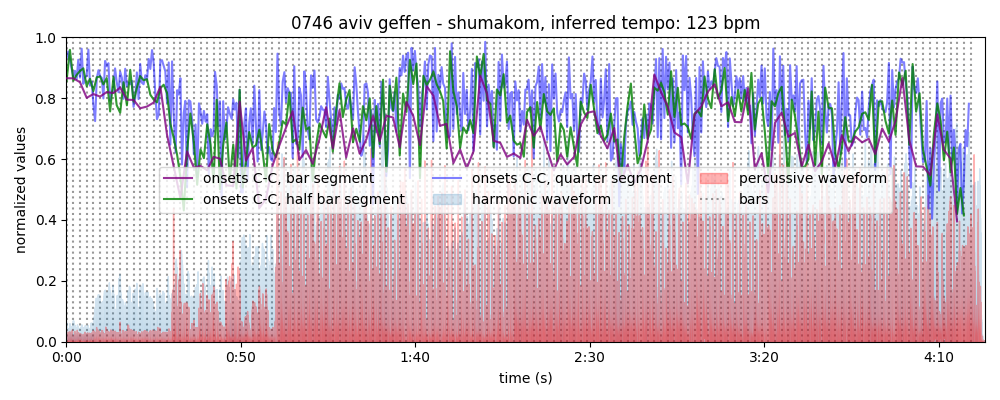 0746 aviv geffen - shumakom, inferred tempo: 123 bpm
1.0
0.8
0.6
0.4
0.2
0.0
normalized values
onsets C-C, bar segment
onsets C-C, half bar segment
onsets C-C, quarter segment
harmonic waveform
percussive waveform
bars
0:00 0:50 1:40 2:30 3:20 4:10
time (s)